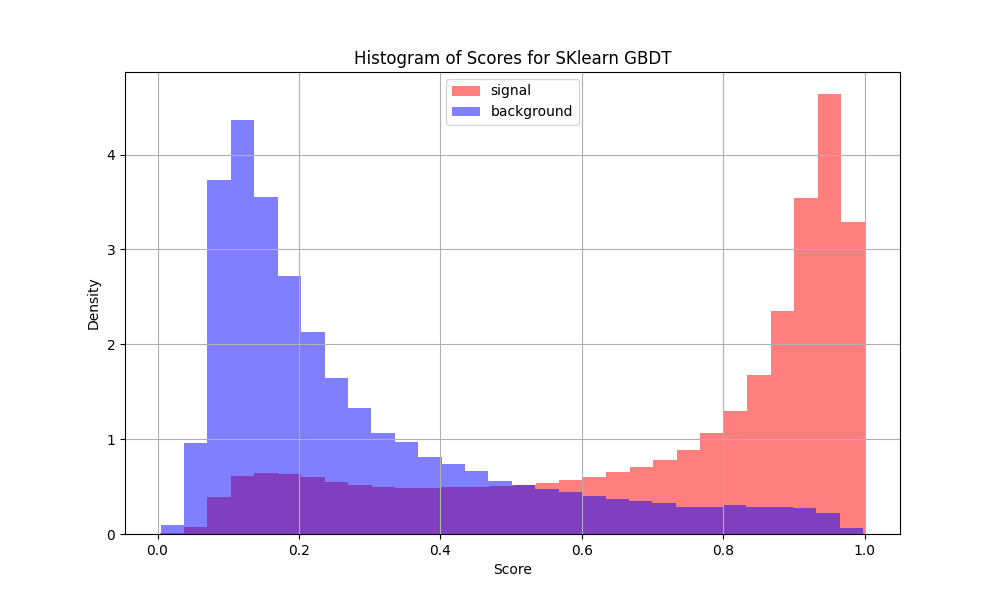 Histogram of Scores for SKlearn GBDT
signal
background
Density
4
3
2
1
0
0.0 0.2 0.4 0.6 0.8 1.0
Score